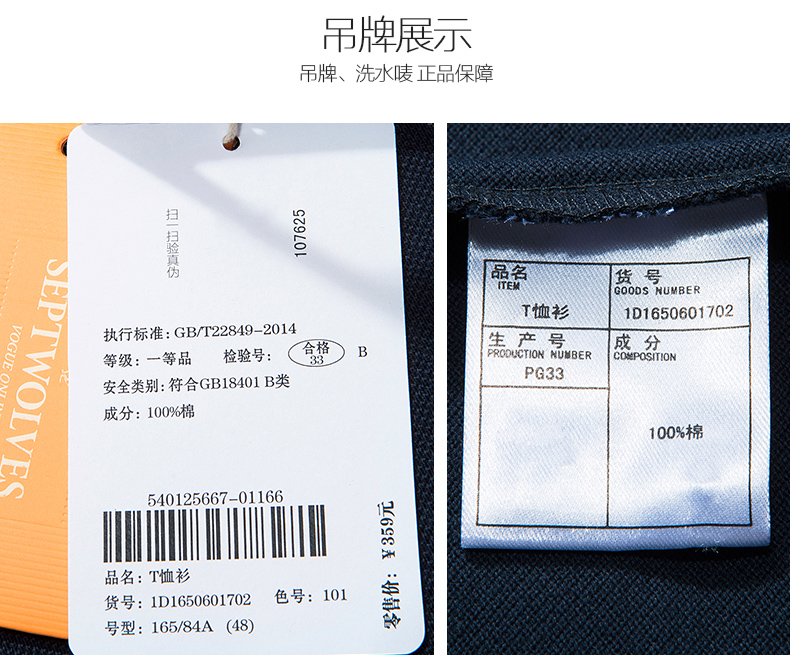 吊牌展示
吊牌、洗水唛 正品保障
SEPTWOLVES
扫一扫验真伪
107625
执行标准: GB/T22849-2014
等级: 一等品 检验号: 合格 33 B
安全类别: 符合GB18401 B类
成分: 100%棉
540125667-01166
品名: T恤衫
货号: 1D1650601702 色号: 101
号型: 165/84A (48)
零售价: ¥359元
品名
ITEM
T恤衫
货号
GOODS NUMBER
1D1650601702
生产号
PRODUCTION NUMBER
PG33
成分
COMPOSITION
100%棉